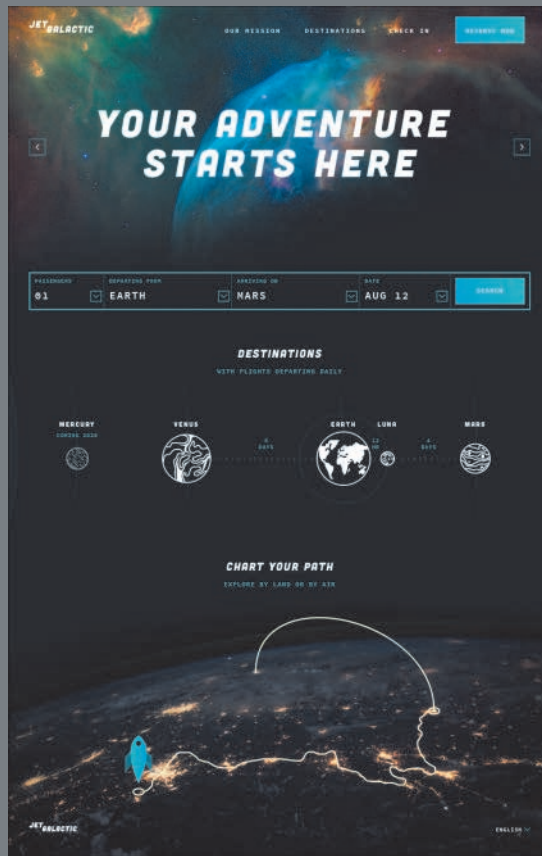 JET GALACTIC
OUR MISSION DESTINATIONS CHECK IN
YOUR ADVENTURE
STARTS HERE
PASSENGERS DEPARTING FROM ARRIVING ON DATE
01 EARTH MARS AUG 12
SEARCH
DESTINATIONS
WITH FLIGHTS DEPARTING DAILY
MERCURY VENUS EARTH LUNA MARS
COMING SOON
DAYS
DAYS
CHART YOUR PATH
EXPLORE BY LAND OR BY AIR
JET GALACTIC
ENGLISH